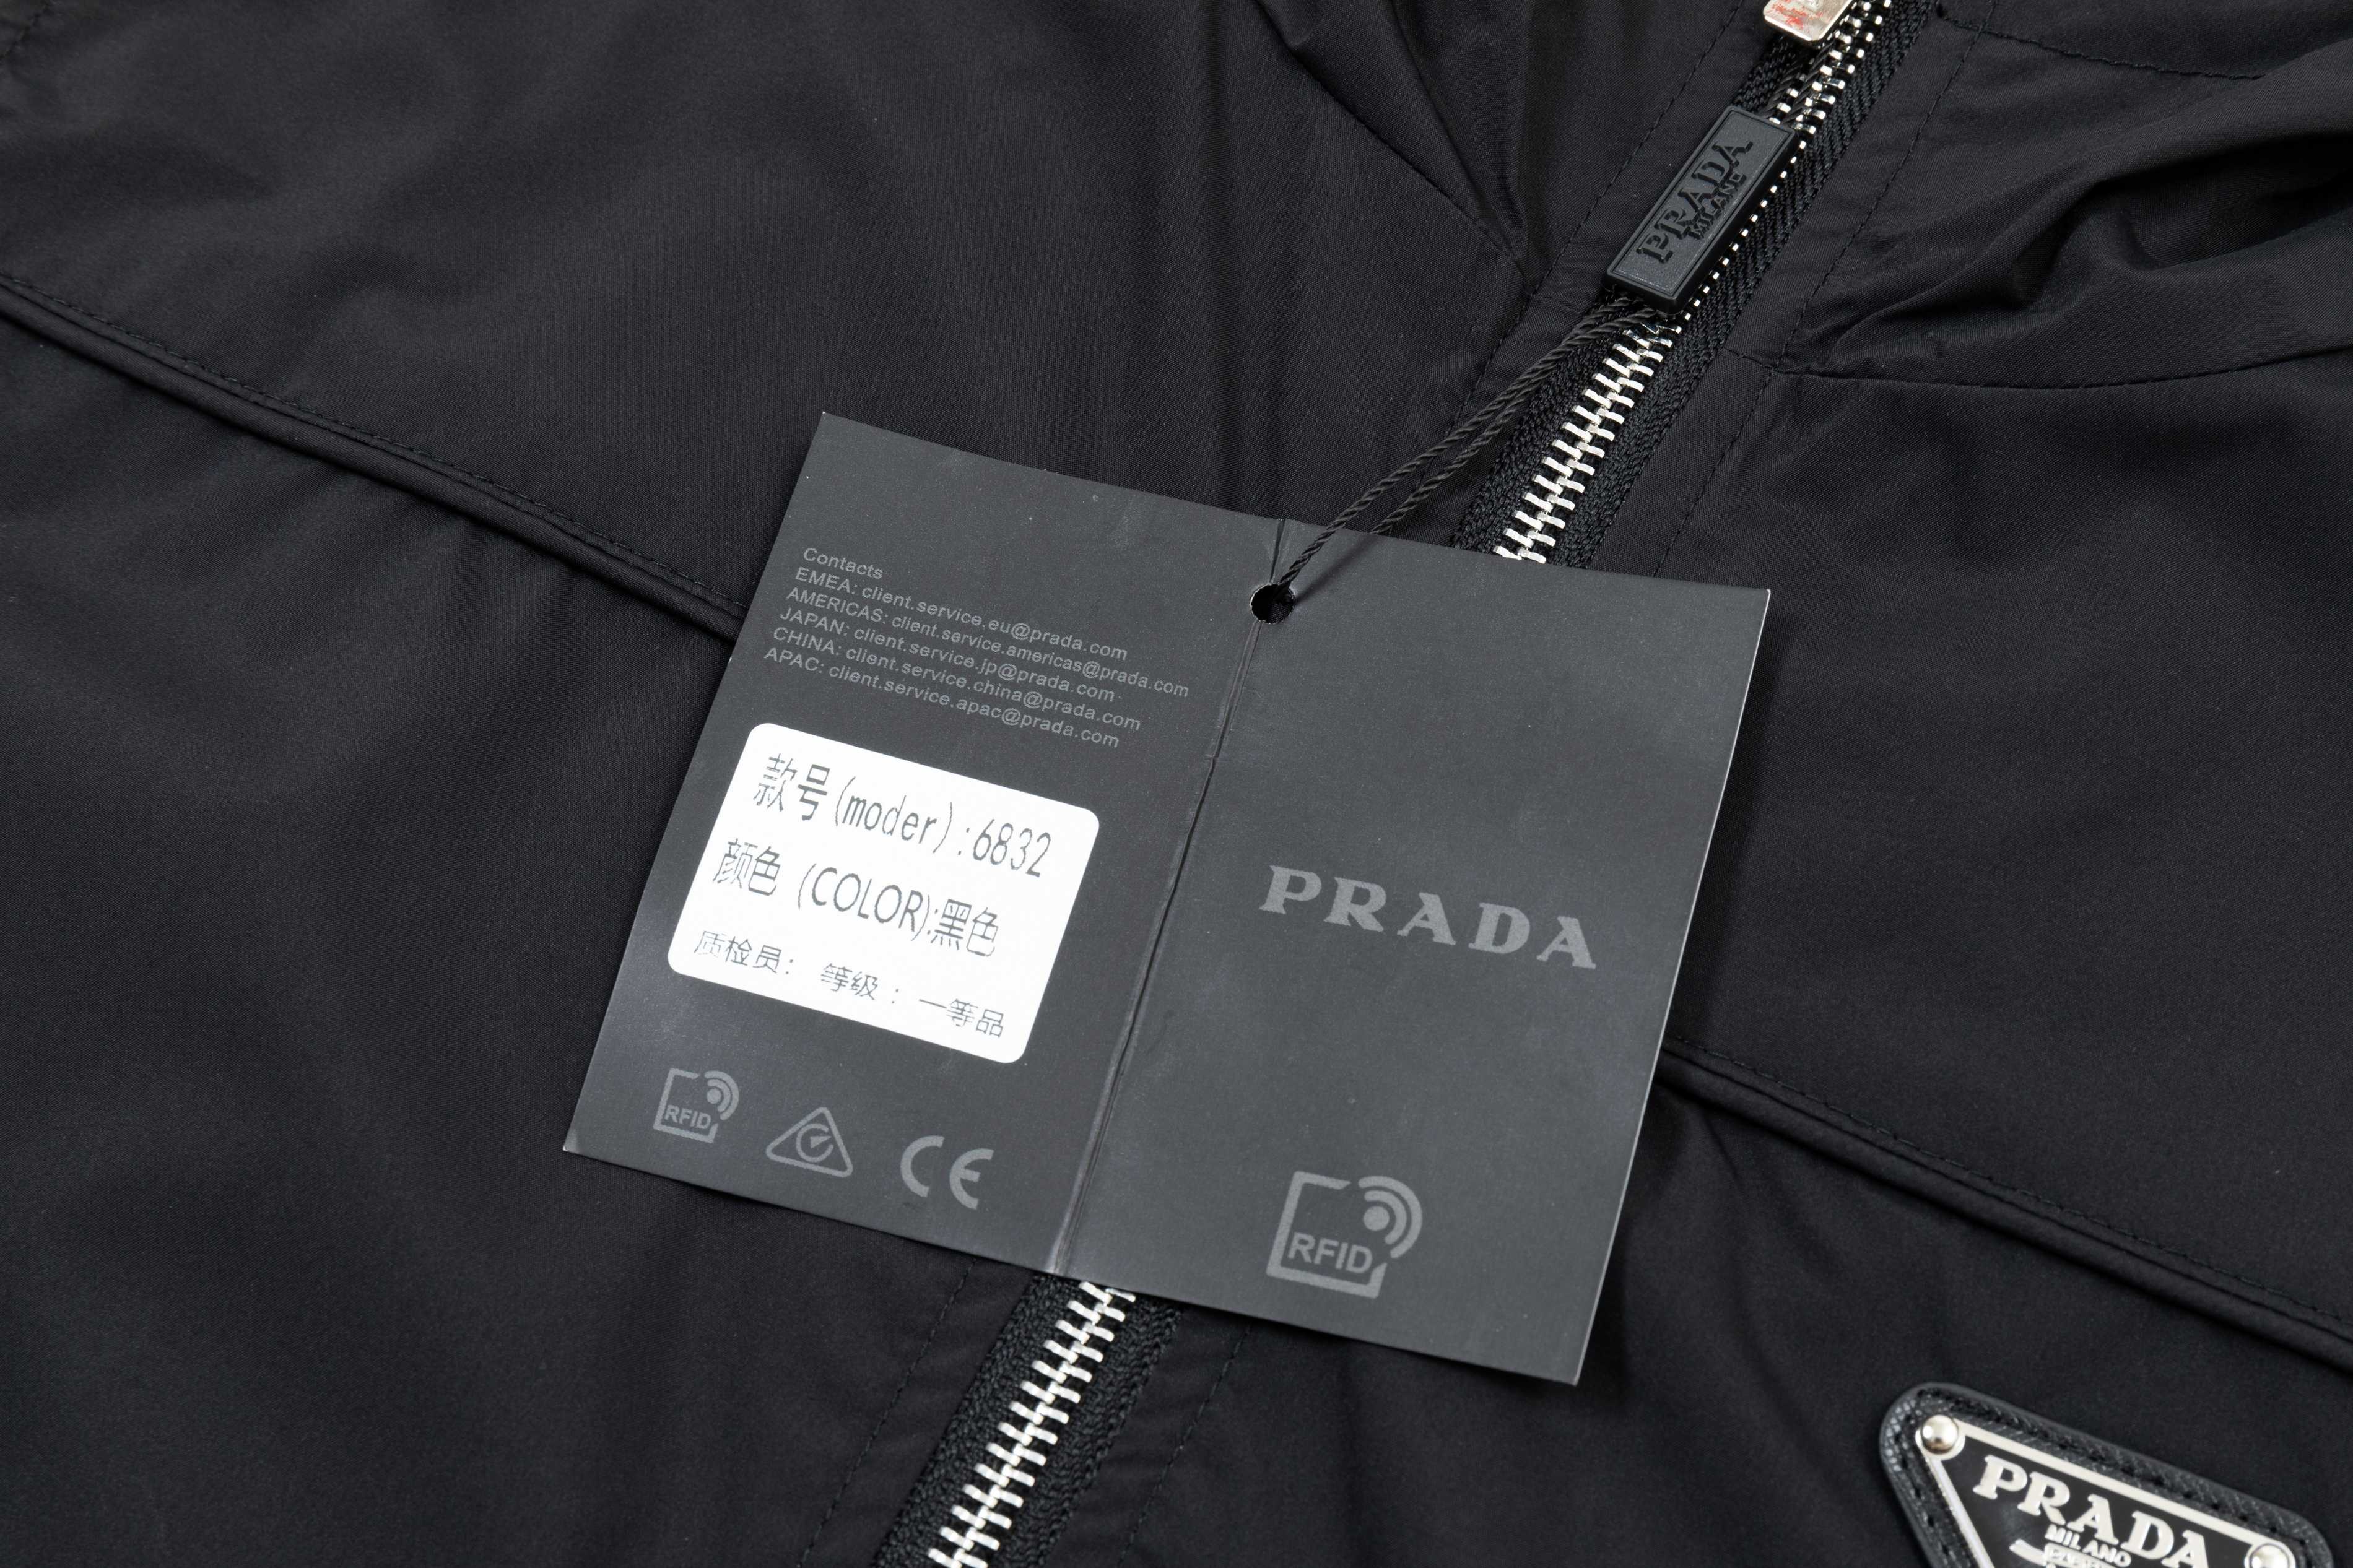 PRADA
MILANO
Contacts
EMEA: client.service.eu@prada.com
AMERICAS: client.service.americas@prada.com
JAPAN: client.service.jp@prada.com
CHINA: client.service.china@prada.com
APAC: client.service.apac@prada.com
款号(moder):6832
颜色 (COLOR):黑色
质检员: 等级: 一等品
RFID
CE
PRADA
RFID
PRADA
MILANO